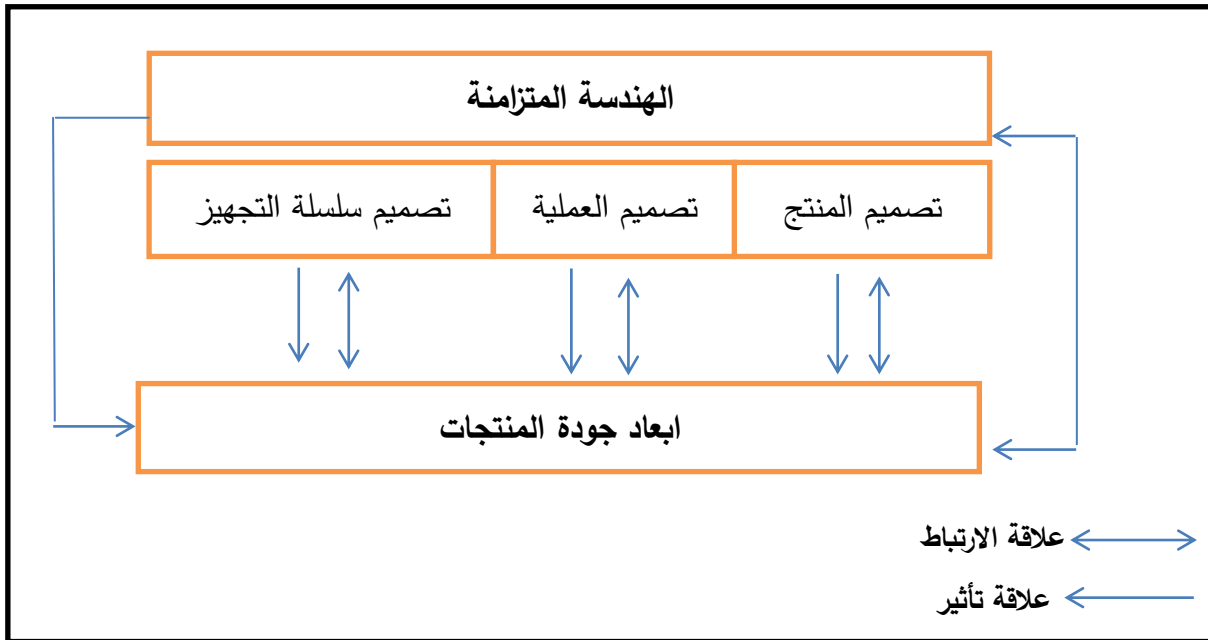 الهندسة المتزامنة
تصميم المنتج
تصميم العملية
تصميم سلسلة التجهيز
ابعاد جودة المنتجات
علاقة الارتباط
علاقة تأثير